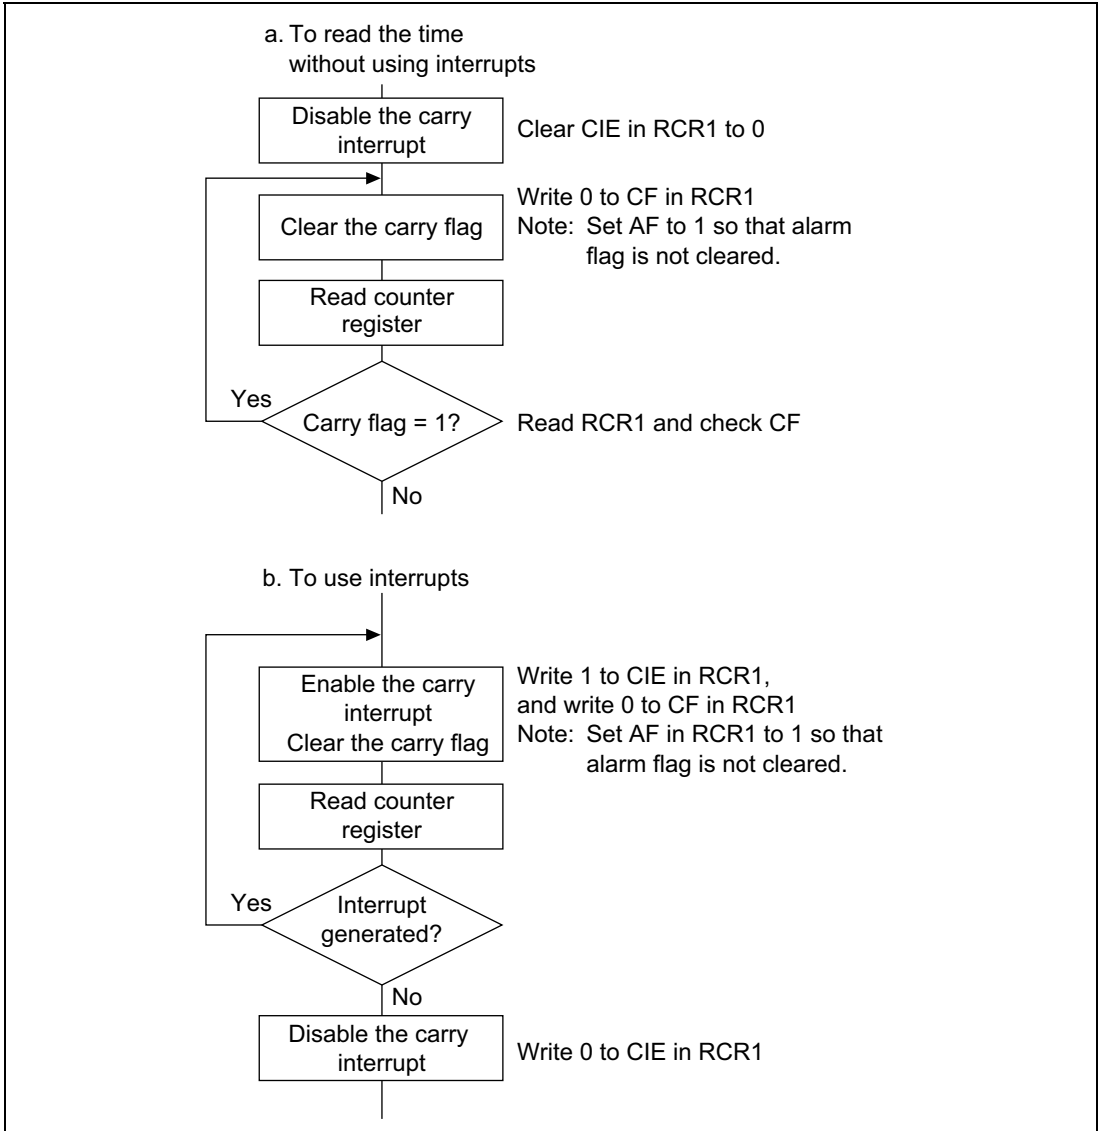 a. To read the time
without using interrupts
Disable the carry
interrupt
Clear CIE in RCR1 to 0
Clear the carry flag
Write 0 to CF in RCR1
Note: Set AF to 1 so that alarm
flag is not cleared.
Read counter
register
Yes
Carry flag = 1?
Read RCR1 and check CF
No
b. To use interrupts
Enable the carry
interrupt
Clear the carry flag
Write 1 to CIE in RCR1,
and write 0 to CF in RCR1
Note: Set AF in RCR1 to 1 so that
alarm flag is not cleared.
Read counter
register
Yes
Interrupt
generated?
No
Disable the carry
interrupt
Write 0 to CIE in RCR1